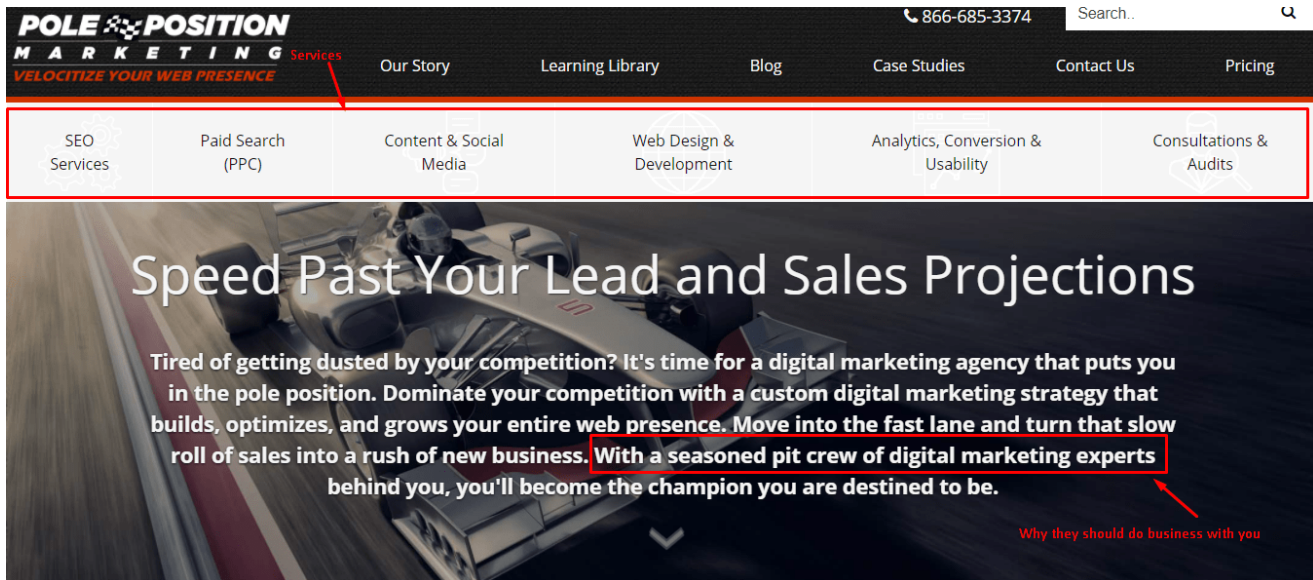 POLE POSITION
MARKETING
VELOCITIZE YOUR WEB PRESENCE
866-685-3374
Search..
Services
Our Story
Learning Library
Blog
Case Studies
Contact Us
Pricing
SEO
Services
Paid Search
(PPC)
Content & Social
Media
Web Design &
Development
Analytics, Conversion &
Usability
Consultations &
Audits
Speed Past Your Lead and Sales Projections
Tired of getting dusted by your competition? It's time for a digital marketing agency that puts you
in the pole position. Dominate your competition with a custom digital marketing strategy that
builds, optimizes, and grows your entire web presence. Move into the fast lane and turn that slow
roll of sales into a rush of new business. With a seasoned pit crew of digital marketing experts
behind you, you'll become the champion you are destined to be.
Why they should do business with you
5